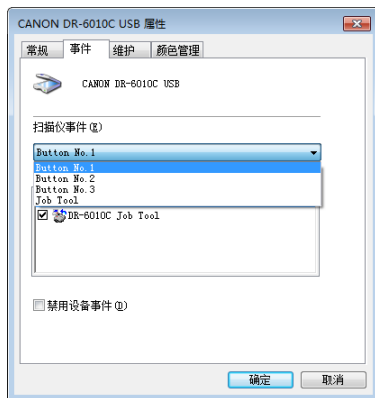 CANON DR-6010C USB 属性
常规 事件 维护 颜色管理
CANON DR-6010C USB
扫描仪事件(E)
Button No.1
Button No.1
Button No.2
Button No.3
Job Tool
DR-6010C Job Tool
禁用设备事件(D)
确定 取消